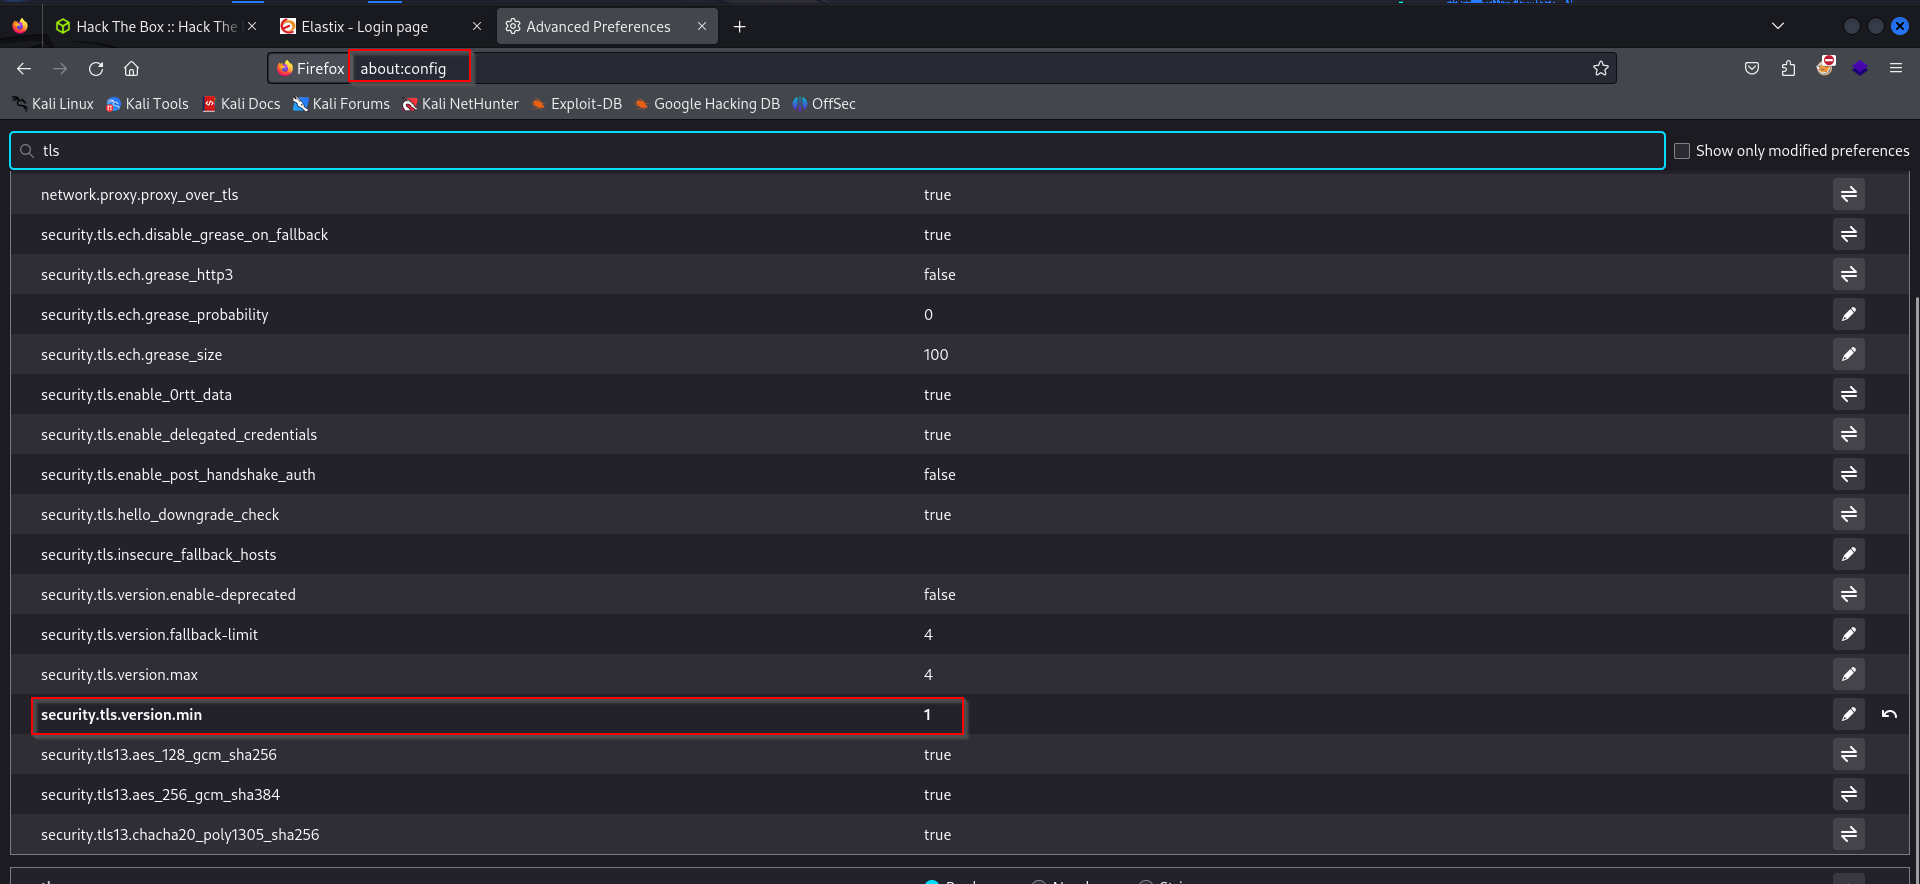 Hack The Box :: Hack The
Elastix - Login page
Advanced Preferences
Firefox
about:config
Kali Linux
Kali Tools
Kali Docs
Kali Forums
Kali NetHunter
Exploit-DB
Google Hacking DB
OffSec
tls
Show only modified preferences
network.proxy.proxy_over_tls true
security.tls.ech.disable_grease_on_fallback true
security.tls.ech.grease_http3 false
security.tls.ech.grease_probability 0
security.tls.ech.grease_size 100
security.tls.enable_0rtt_data true
security.tls.enable_delegated_credentials true
security.tls.enable_post_handshake_auth false
security.tls.hello_downgrade_check true
security.tls.insecure_fallback_hosts
security.tls.version.enable-deprecated false
security.tls.version.fallback-limit 4
security.tls.version.max 4
security.tls.version.min 1
security.tls13.aes_128_gcm_sha256 true
security.tls13.aes_256_gcm_sha384 true
security.tls13.chacha20_poly1305_sha256 true